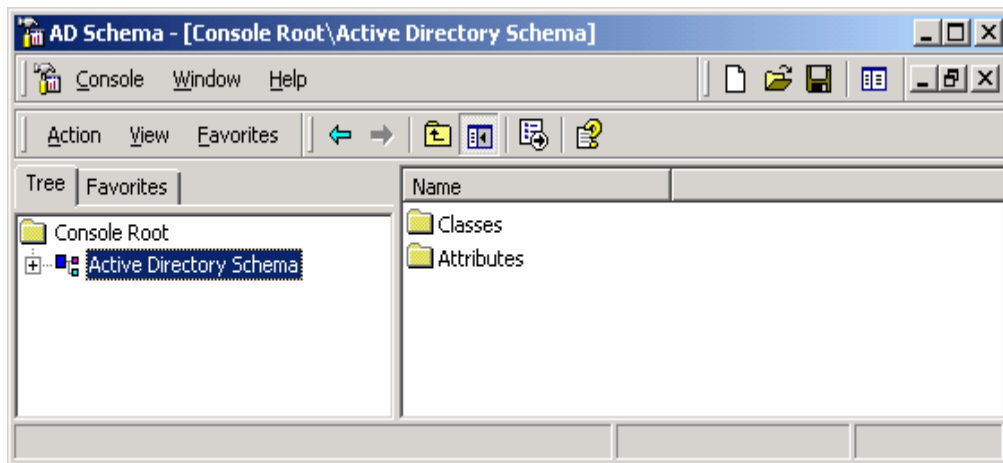 AD Schema - [Console Root\Active Directory Schema]
Console Window Help
Action View Favorites
Tree Favorites
Name
Console Root
Active Directory Schema
Classes
Attributes